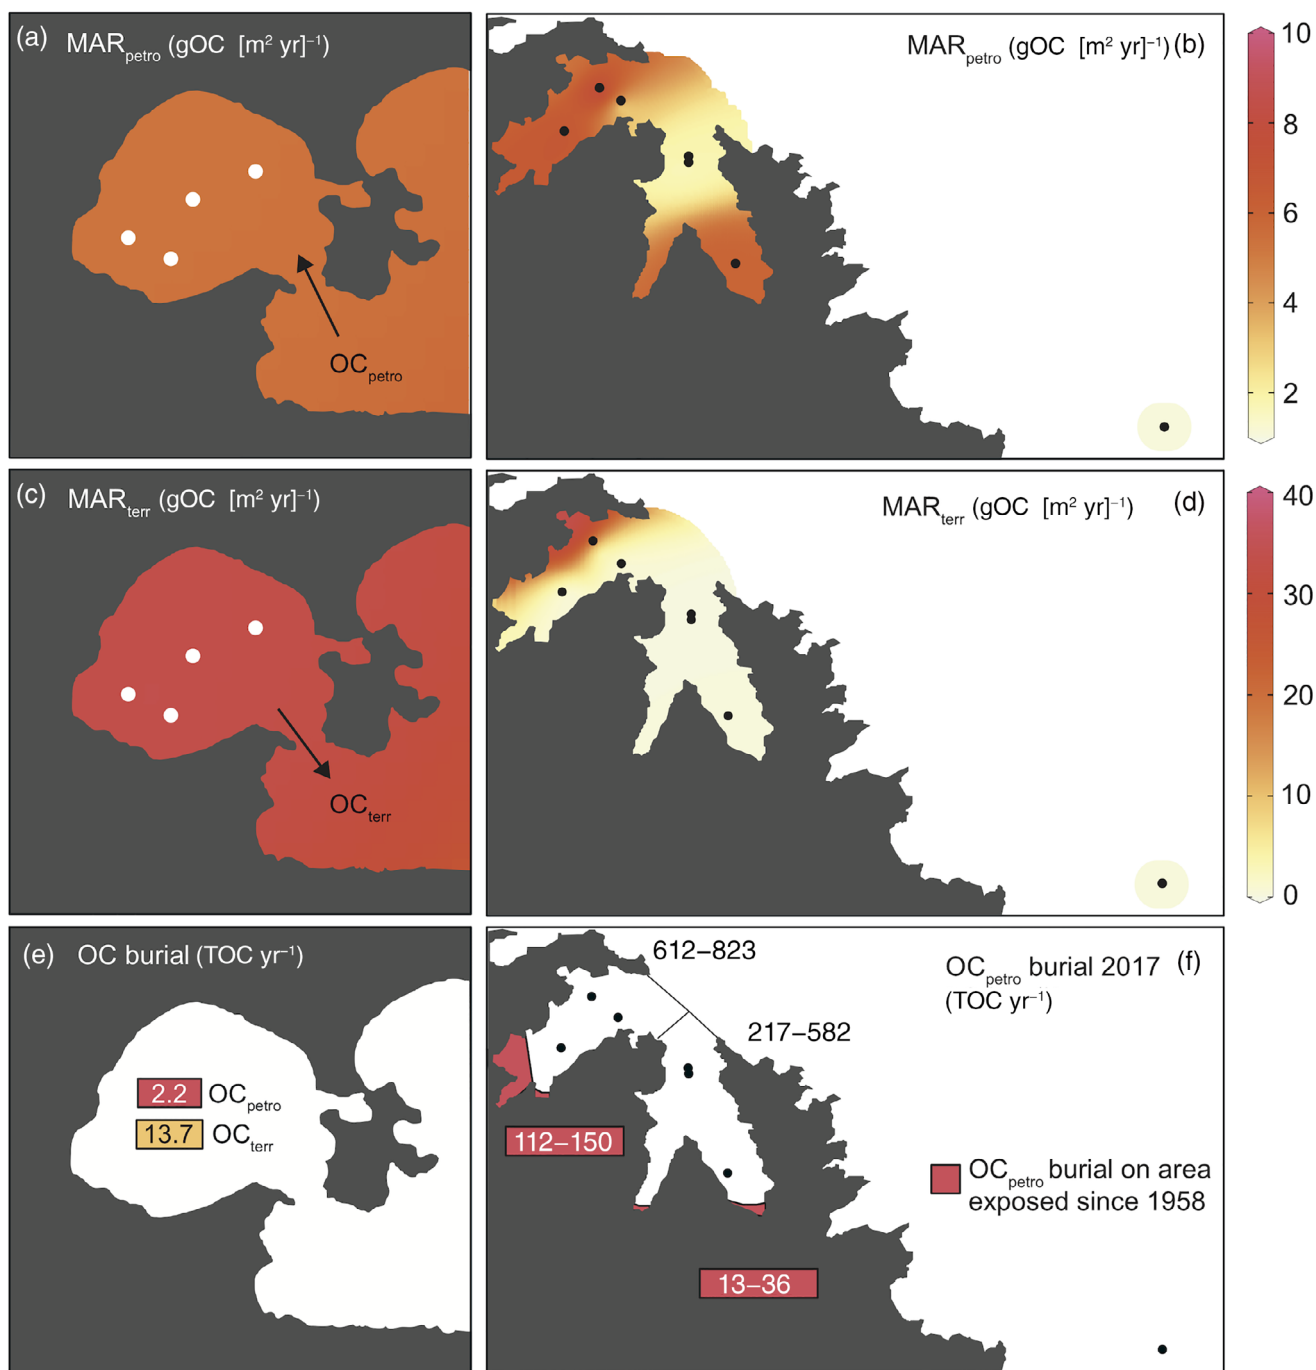 (a) MARpetro (gOC [m² yr]⁻¹)
OCpetro
MARpetro (gOC [m² yr]⁻¹) (b)
10
8
6
4
2
(c) MARterr (gOC [m² yr]⁻¹)
OCterr
MARterr (gOC [m² yr]⁻¹) (d)
40
30
20
10
0
(e) OC burial (TOC yr⁻¹)
2.2 OCpetro
13.7 OCterr
612–823
OCpetro burial 2017 (f)
(TOC yr⁻¹)
217–582
112–150
OCpetro burial on area
exposed since 1958
13–36